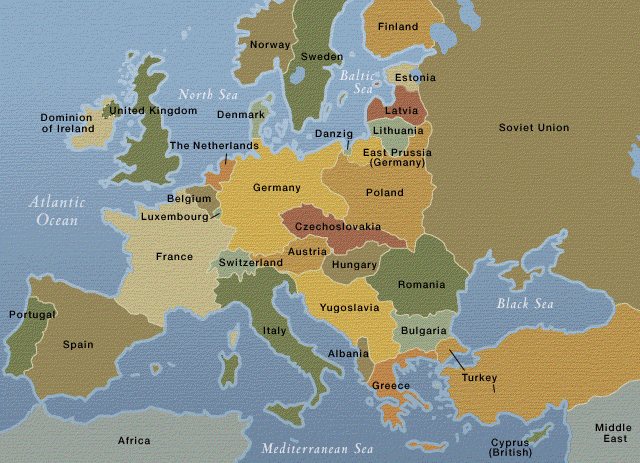 Finland
Norway
Sweden
Baltic
Sea
Estonia
North Sea
Latvia
United Kingdom
Denmark
Dominion
of Ireland
Soviet Union
Lithuania
Danzig
The Netherlands
East Prussia
(Germany)
Germany
Poland
Belgium
Atlantic
Ocean
Luxembourg
Czechoslovakia
Austria
France
Switzerland
Hungary
Romania
Black Sea
Yugoslavia
Portugal
Italy
Bulgaria
Spain
Albania
Turkey
Greece
Africa
Mediterranean Sea
Cyprus
(British)
Middle
East